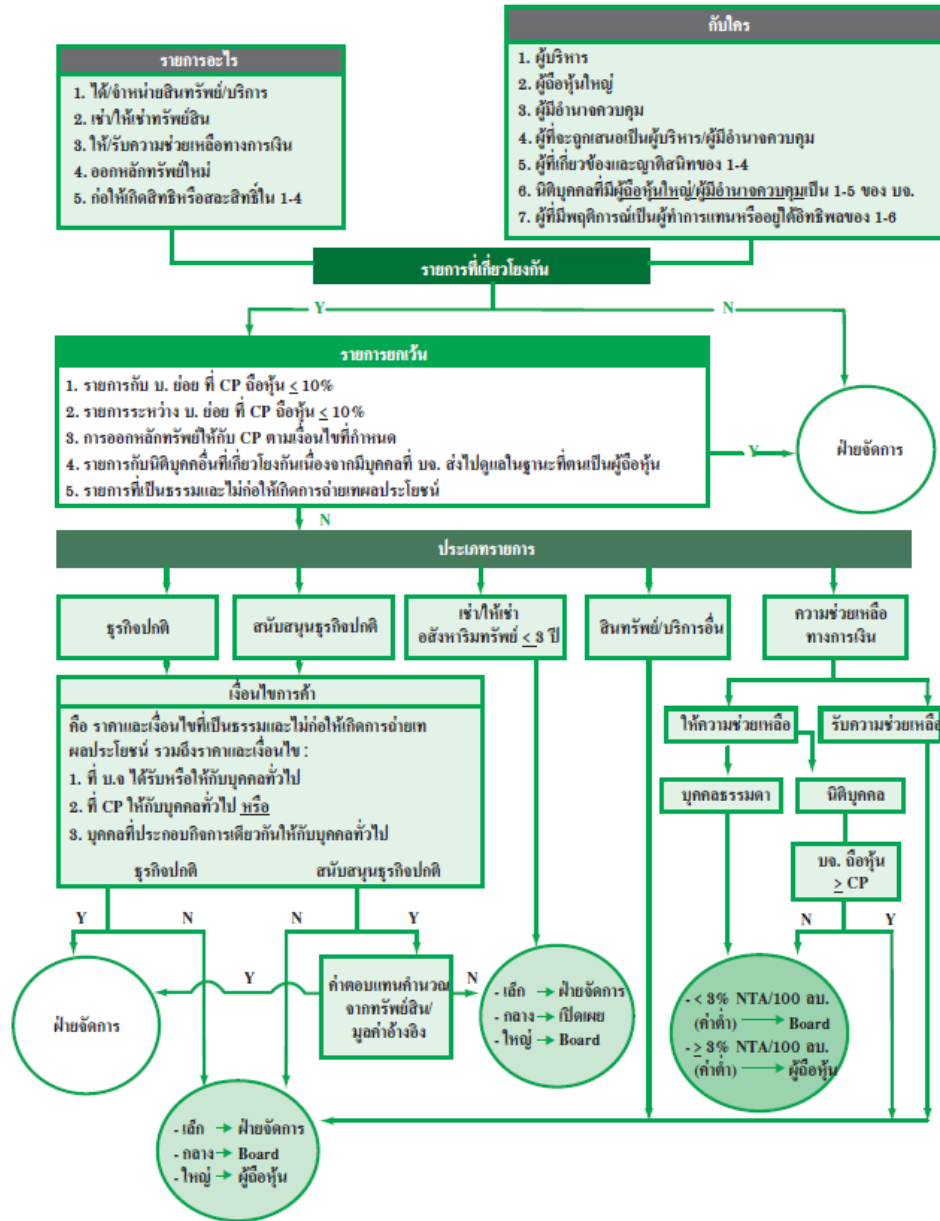 รายการอะไร
1. ได้/จำหน่ายสินทรัพย์/บริการ
2. เช่า/ให้เช่าทรัพย์สิน
3. ให้/รับความช่วยเหลือทางการเงิน
4. ออกหลักทรัพย์ใหม่
5. ก่อให้เกิดสิทธิหรือสละสิทธิ์ใน 1-4
กับใคร
1. ผู้บริหาร
2. ผู้ถือหุ้นใหญ่
3. ผู้มีอำนาจควบคุม
4. ผู้ที่จะถูกเสนอเป็นผู้บริหาร/ผู้มีอำนาจควบคุม
5. ผู้ที่เกี่ยวข้องและญาติสนิทของ 1-4
6. นิติบุคคลที่มีผู้ถือหุ้นใหญ่/ผู้มีอำนาจควบคุมเป็น 1-5 ของ บจ.
7. ผู้ที่มีพฤติการณ์เป็นผู้ทำการแทนหรืออยู่ใต้อิทธิพลของ 1-6
รายการที่เกี่ยวโยงกัน
Y
N
รายการยกเว้น
1. รายการกับ บ. ย่อย ที่ CP ถือหุ้น ≤ 10%
2. รายการระหว่าง บ. ย่อย ที่ CP ถือหุ้น ≤ 10%
3. การออกหลักทรัพย์ให้กับ CP ตามเงื่อนไขที่กำหนด
4. รายการกับนิติบุคคอื่นที่เกี่ยวโยงกันเนื่องจากมีบุคคลที่ บจ. ส่งไปดูแลในฐานะที่ตนเป็นผู้ถือหุ้น
5. รายการที่เป็นธรรมและไม่ก่อให้เกิดการถ่ายเทผลประโยชน์
Y
ฝ่ายจัดการ
N
ประเภทรายการ
ธุรกิจปกติ
สนับสนุนธุรกิจปกติ
เช่า/ให้เช่า
อสังหาริมทรัพย์ ≤ 3 ปี
สินทรัพย์/บริการอื่น
ความช่วยเหลือ
ทางการเงิน
เงื่อนไขการค้า
คือ ราคาและเงื่อนไขที่เป็นธรรมและไม่ก่อให้เกิดการถ่ายเท
ผลประโยชน์ รวมถึงราคาและเงื่อนไข :
1. ที่ บ.จ ได้รับหรือให้กับบุคคลทั่วไป
2. ที่ CP ให้กับบุคคลทั่วไป หรือ
3. บุคคลที่ประกอบกิจการเดียวกันให้กับบุคคลทั่วไป
ธุรกิจปกติ
สนับสนุนธุรกิจปกติ
ให้ความช่วยเหลือ
รับความช่วยเหลือ
บุคคลธรรมดา
นิติบุคคล
บจ. ถือหุ้น
≥ CP
Y
N
N
Y
N
Y
ฝ่ายจัดการ
Y
ค่าตอบแทนคำนวณ
จากทรัพย์สิน/
มูลค่าอ้างอิง
N
- เล็ก → ฝ่ายจัดการ
- กลาง → เปิดเผย
- ใหญ่ → Board
- < 3% NTA/100 ลบ.
(ค่าต่ำ) → Board
- ≥ 3% NTA/100 ลบ.
(ค่าต่ำ) → ผู้ถือหุ้น
- เล็ก → ฝ่ายจัดการ
- กลาง → Board
- ใหญ่ → ผู้ถือหุ้น